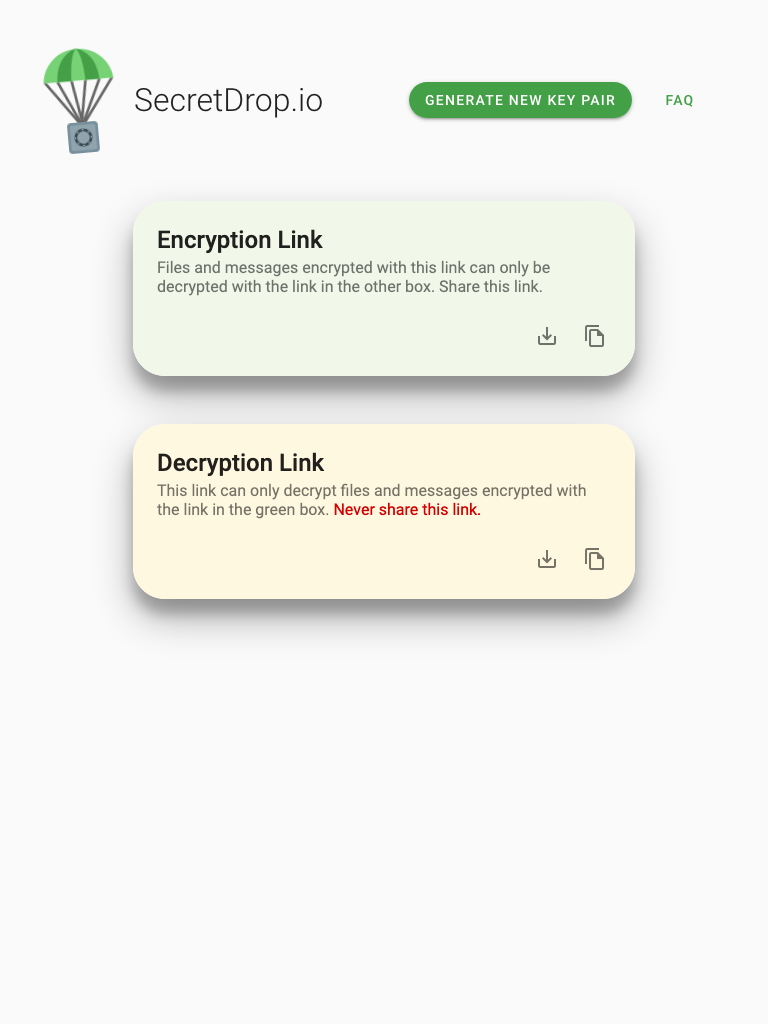 SecretDrop.io
GENERATE NEW KEY PAIR
FAQ
Encryption Link
Files and messages encrypted with this link can only be
decrypted with the link in the other box. Share this link.
Decryption Link
This link can only decrypt files and messages encrypted with
the link in the green box. Never share this link.